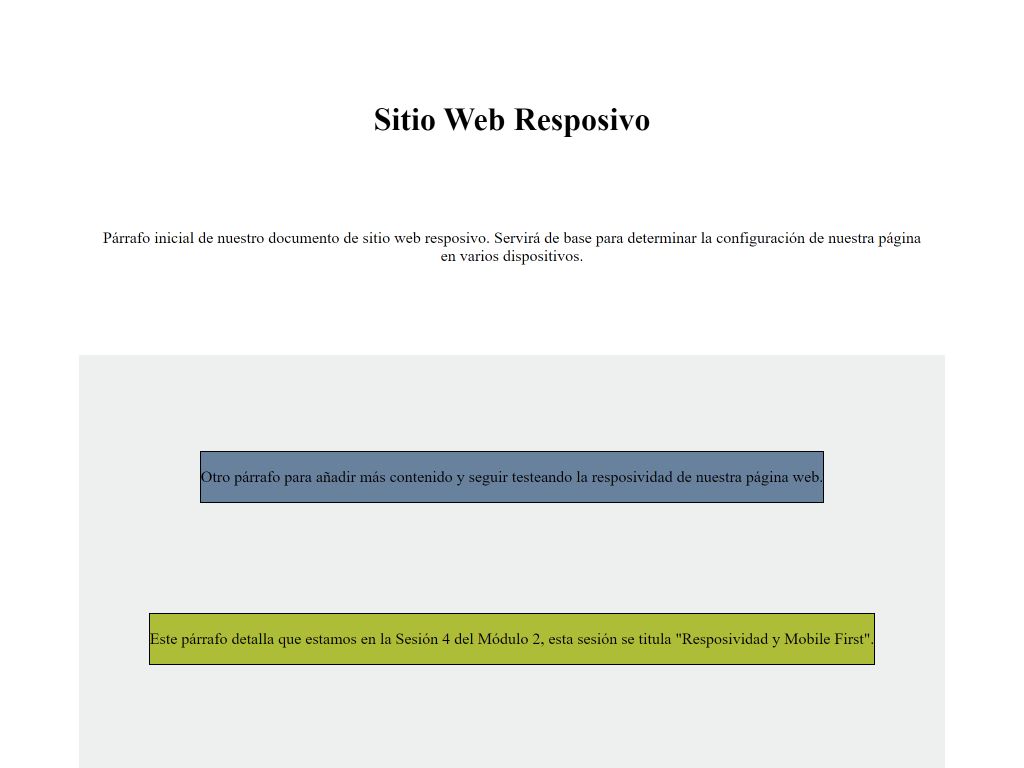 Sitio Web Resposivo
Párrafo inicial de nuestro documento de sitio web resposivo. Servirá de base para determinar la configuración de nuestra página
en varios dispositivos.
Otro párrafo para añadir más contenido y seguir testeando la resposividad de nuestra página web.
Este párrafo detalla que estamos en la Sesión 4 del Módulo 2, esta sesión se titula "Resposividad y Mobile First".